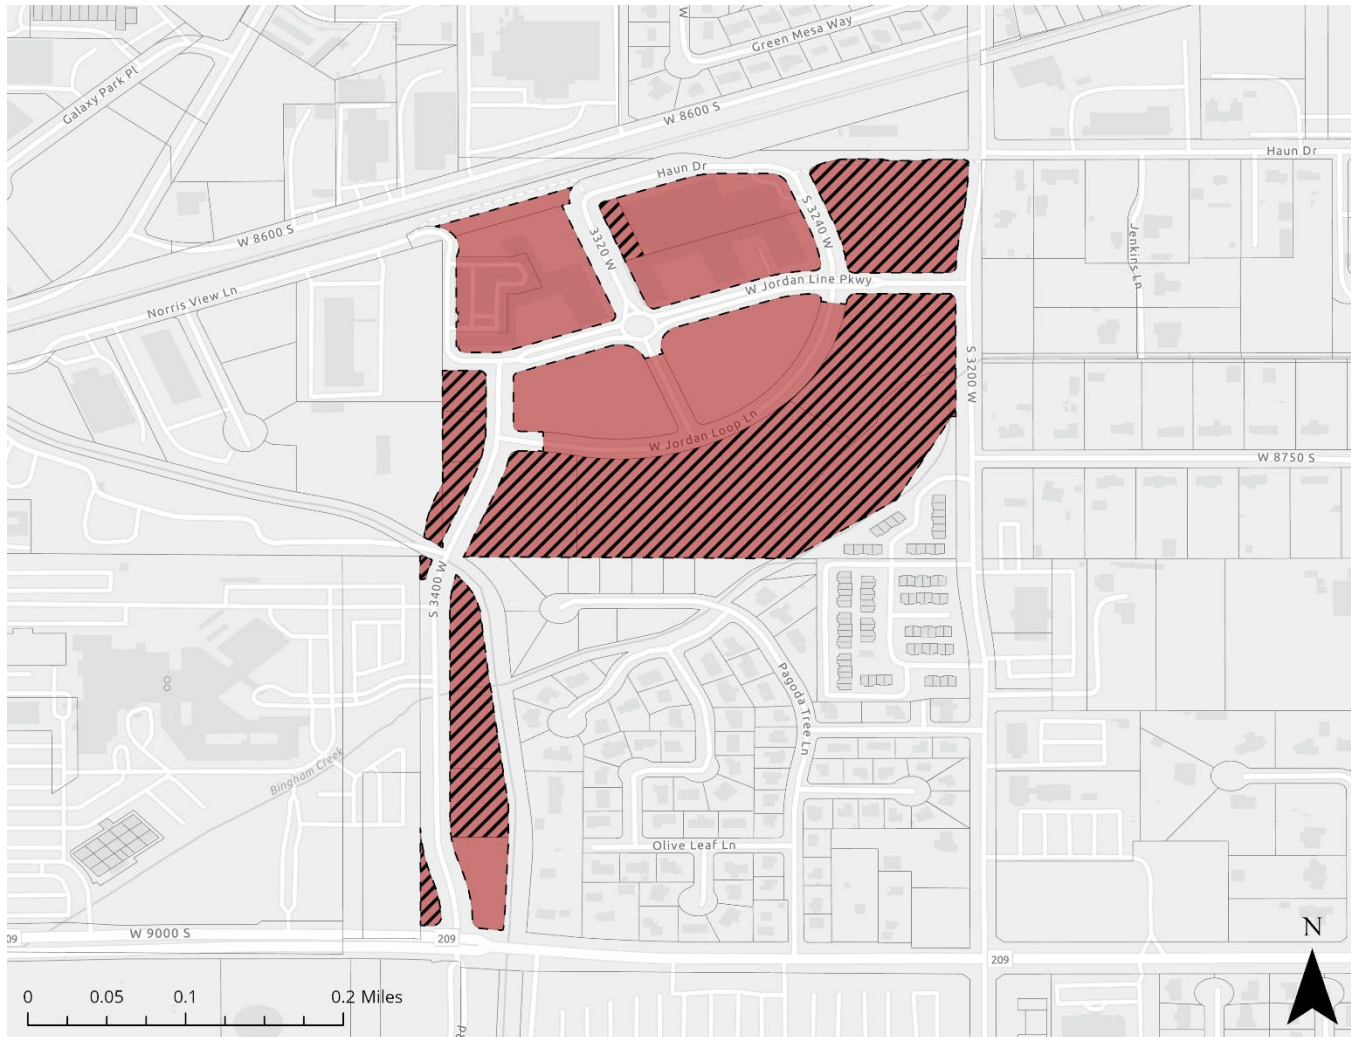 W
Green Mesa Way
Galaxy Park Pl
W 8600 S
Haun Dr
Haun Dr
S 3240 W
3320 W
W 8600 S
Jenkins Ln
W Jordan Line Pkwy
Norris View Ln
S 3200 W
W Jordan Loop Ln
W 8750 S
S 3400 W
Pagoda Tree Ln
Bingham Creek
Olive Leaf Ln
W 9000 S
09
209
209
N
0 0.05 0.1 0.2 Miles